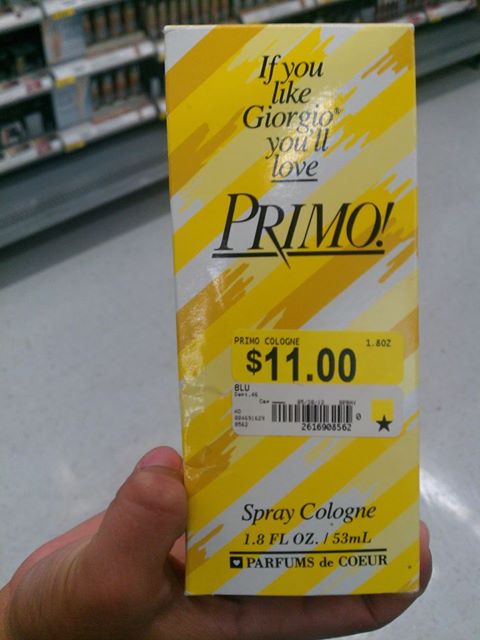 If you
like
Giorgio®
you'll
love
PRIMO!
PRIMO COLOGNE 1.8OZ
$11.00
BLU
2616908562
Spray Cologne
1.8 FL OZ. / 53mL
PARFUMS de COEUR